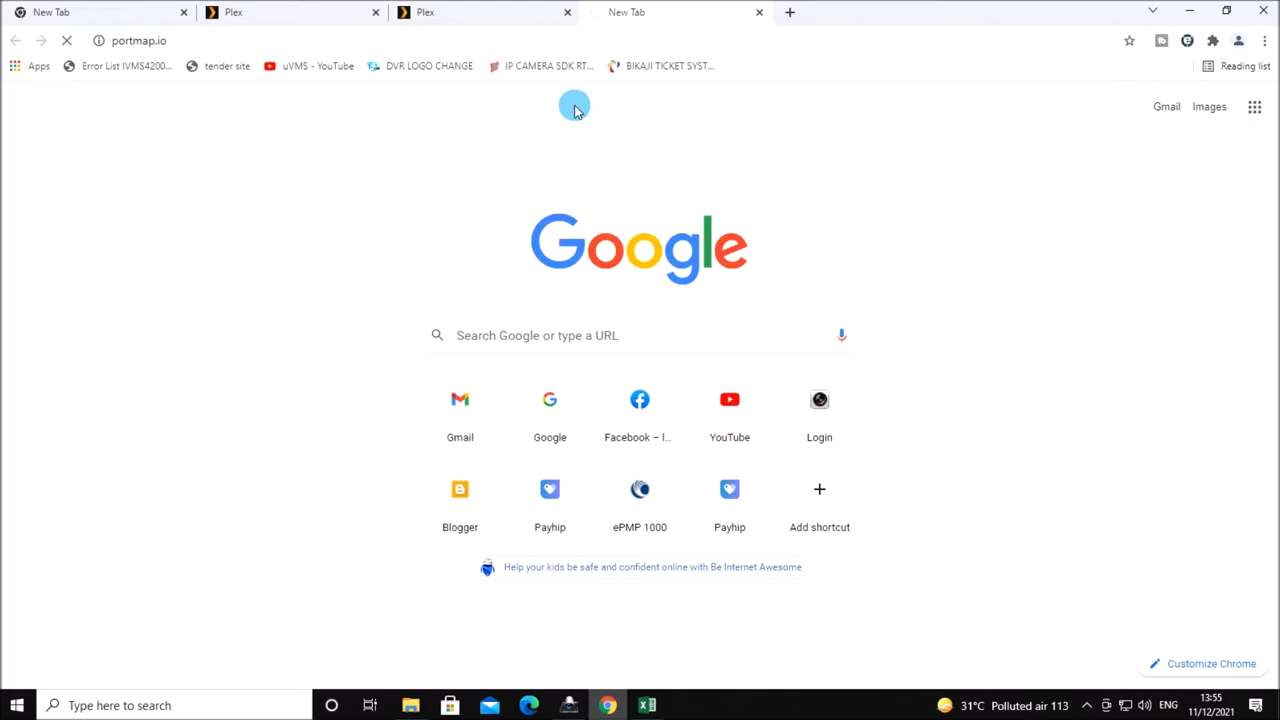 New Tab
Plex
Plex
New Tab
portmap.io
Apps
Error List IVMS4200...
tender site
uVMS - YouTube
DVR LOGO CHANGE
IP CAMERA SDK RT...
BIKAJI TICKET SYST...
Reading list
Gmail
Images
Google
Search Google or type a URL
Gmail
Google
Facebook – l...
YouTube
Login
Blogger
Payhip
ePMP 1000
Payhip
Add shortcut
Help your kids be safe and confident online with Be Internet Awesome
Customize Chrome
Type here to search
31°C Polluted air 113
ENG
13:55
11/12/2021